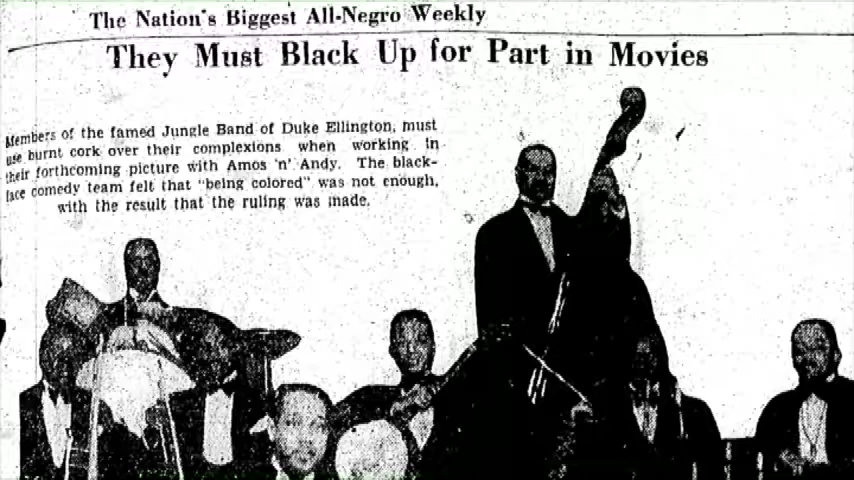 The Nation's Biggest All-Negro Weekly
They Must Black Up for Part in Movies
Members of the famed Jungle Band of Duke Ellington, must
use burnt cork over their complexions when working in
their forthcoming picture with Amos 'n' Andy. The black-
face comedy team felt that "being colored" was not enough,
with the result that the ruling was made.